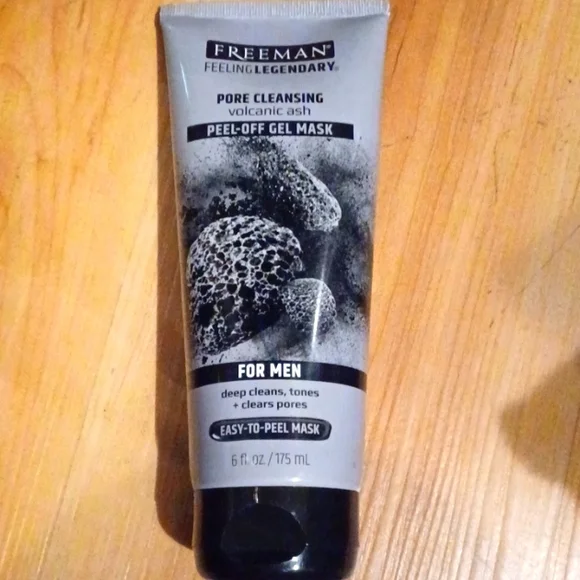 FREEMAN®
FEELING LEGENDARY®
PORE CLEANSING
volcanic ash
PEEL-OFF GEL MASK
FOR MEN
deep cleans, tones
+ clears pores
EASY-TO-PEEL MASK
6 fl. oz./175 mL